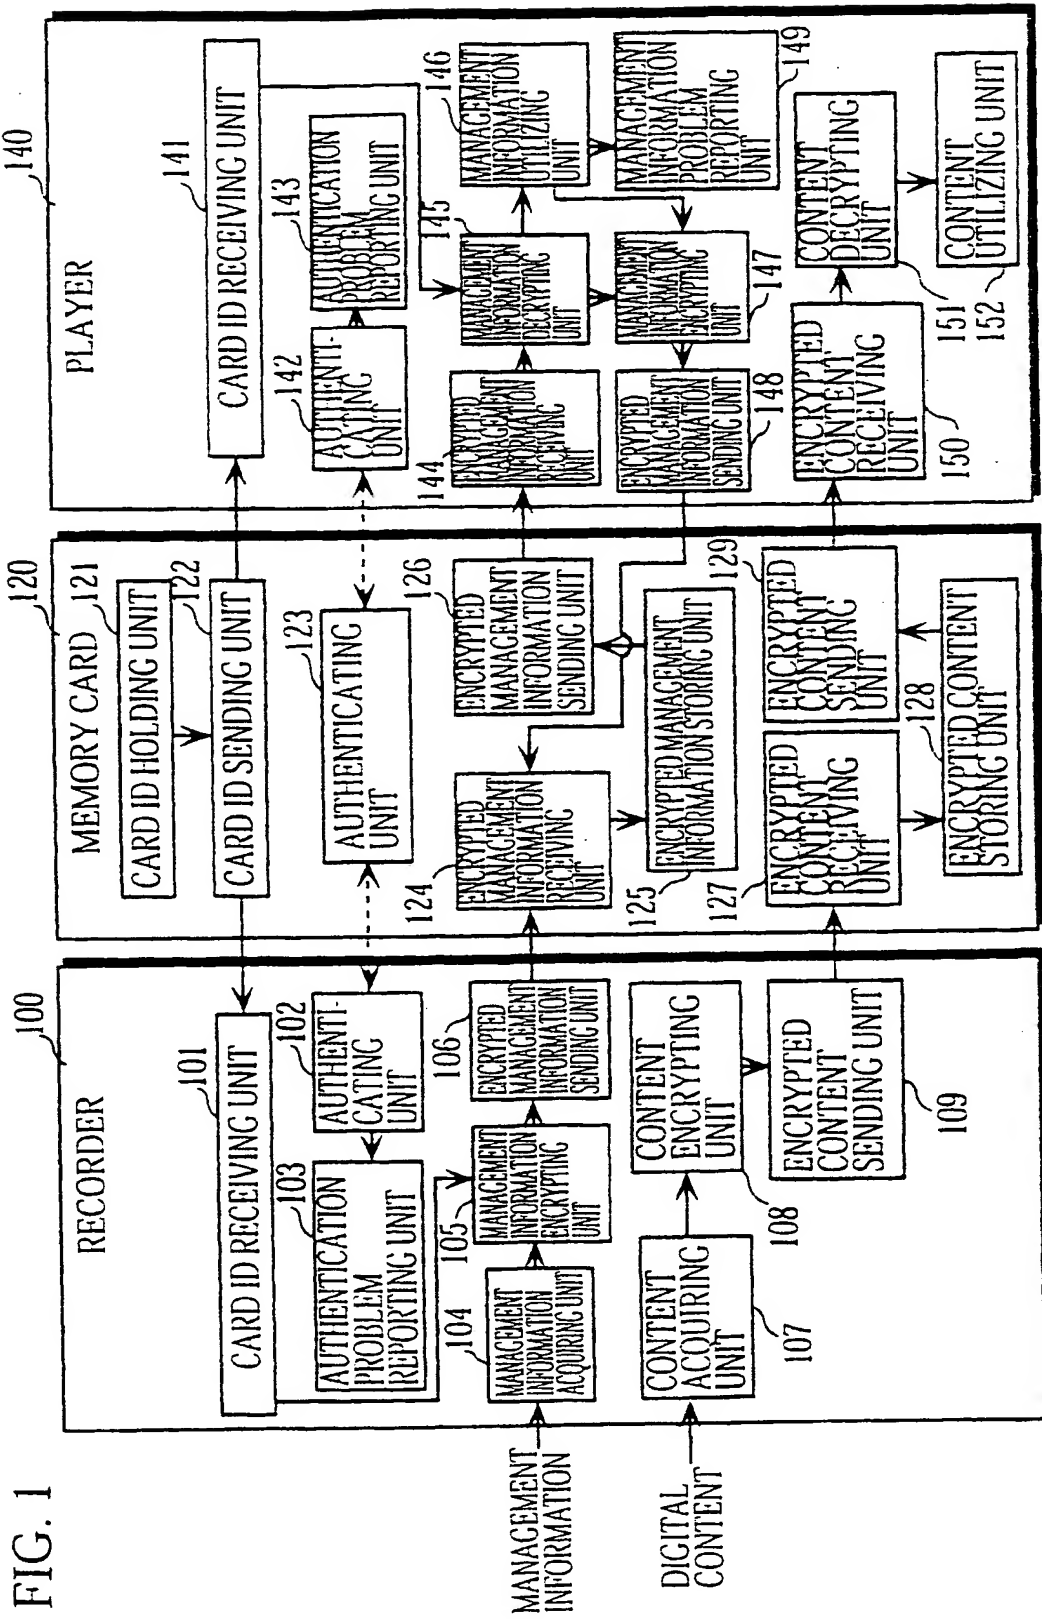 FIG. 1
MANAGEMENT
INFORMATION
DIGITAL
CONTENT
100
RECORDER
101
CARD ID RECEIVING UNIT
102
AUTHENTI-
CATING
UNIT
103
AUTHENTICATION
PROBLEM
REPORTING UNIT
104
MANAGEMENT
INFORMATION
ACQUIRING UNIT
105
MANAGEMENT
INFORMATION
ENCRYPTING
UNIT
106
ENCRYPTED
MANAGEMENT
INFORMATION
SENDING UNIT
CONTENT
ACQUIRING
UNIT
107
CONTENT
ENCRYPTING
UNIT
108
ENCRYPTED
CONTENT
SENDING UNIT
109
120
MEMORY CARD
121
CARD ID HOLDING UNIT
122
CARD ID SENDING UNIT
123
AUTHENTICATING
UNIT
124
ENCRYPTED
MANAGEMENT
INFORMATION
RECEIVING
UNIT
125
ENCRYPTED MANAGEMENT
INFORMATION STORING UNIT
126
ENCRYPTED
MANAGEMENT
INFORMATION
SENDING UNIT
127
ENCRYPTED
CONTENT
RECEIVING
UNIT
128
ENCRYPTED CONTENT
STORING UNIT
129
ENCRYPTED
CONTENT
SENDING
UNIT
140
PLAYER
141
CARD ID RECEIVING UNIT
142
AUTHENTI-
CATING
UNIT
143
AUTHENTICATION
PROBLEM
REPORTING UNIT
144
ENCRYPTED
MANAGEMENT
INFORMATION
RECEIVING
UNIT
145
MANAGEMENT
INFORMATION
DECRYPTING
UNIT
146
MANAGEMENT
INFORMATION
UTILIZING
UNIT
MANAGEMENT
INFORMATION
ENCRYPTING
UNIT
147
ENCRYPTED
MANAGEMENT
INFORMATION
SENDING UNIT
148
MANAGEMENT
INFORMATION
PROBLEM
REPORTING
UNIT
149
ENCRYPTED
CONTENT
RECEIVING
UNIT
150
CONTENT
DECRYPTING
UNIT
151
CONTENT
UTILIZING UNIT
152